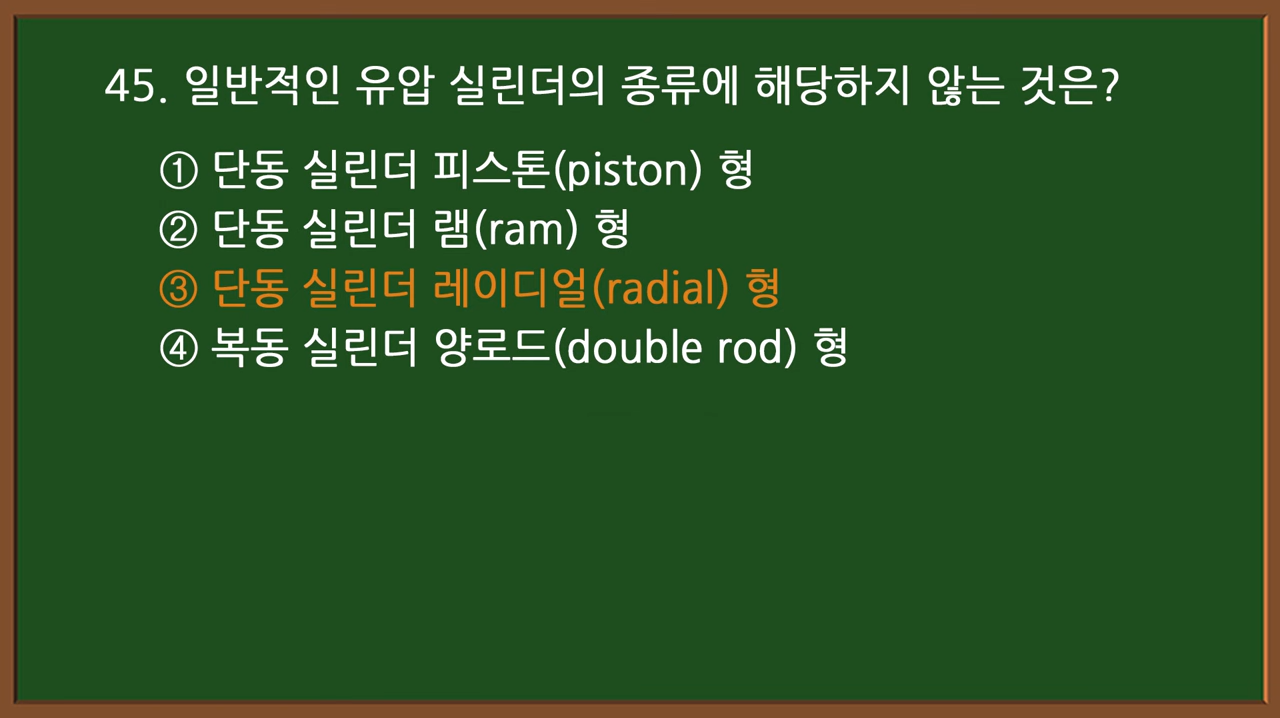 45. 일반적인 유압 실린더의 종류에 해당하지 않는 것은?
① 단동 실린더 피스톤(piston) 형
② 단동 실린더 램(ram) 형
③ 단동 실린더 레이디얼(radial) 형
④ 복동 실린더 양로드(double rod) 형